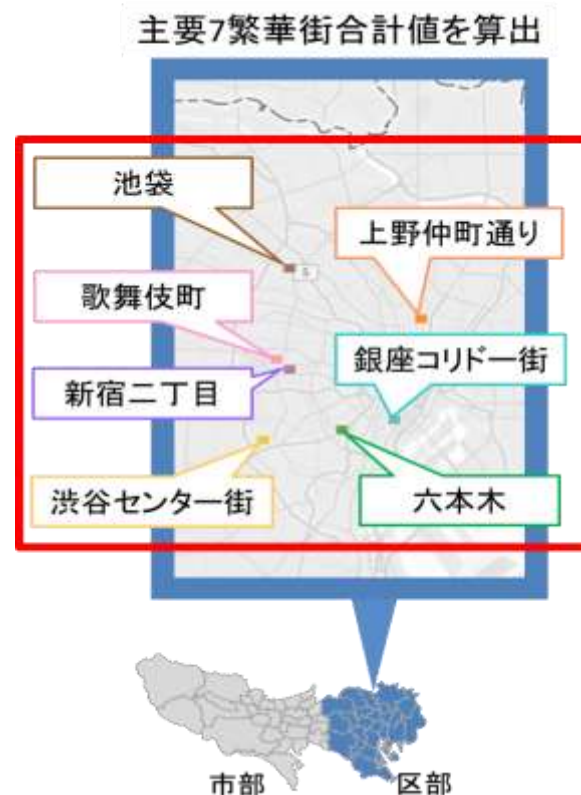 主要7繁華街合計値を算出
池袋
上野仲町通り
歌舞伎町
銀座コリドー街
新宿二丁目
渋谷センター街
六本木
市部
区部